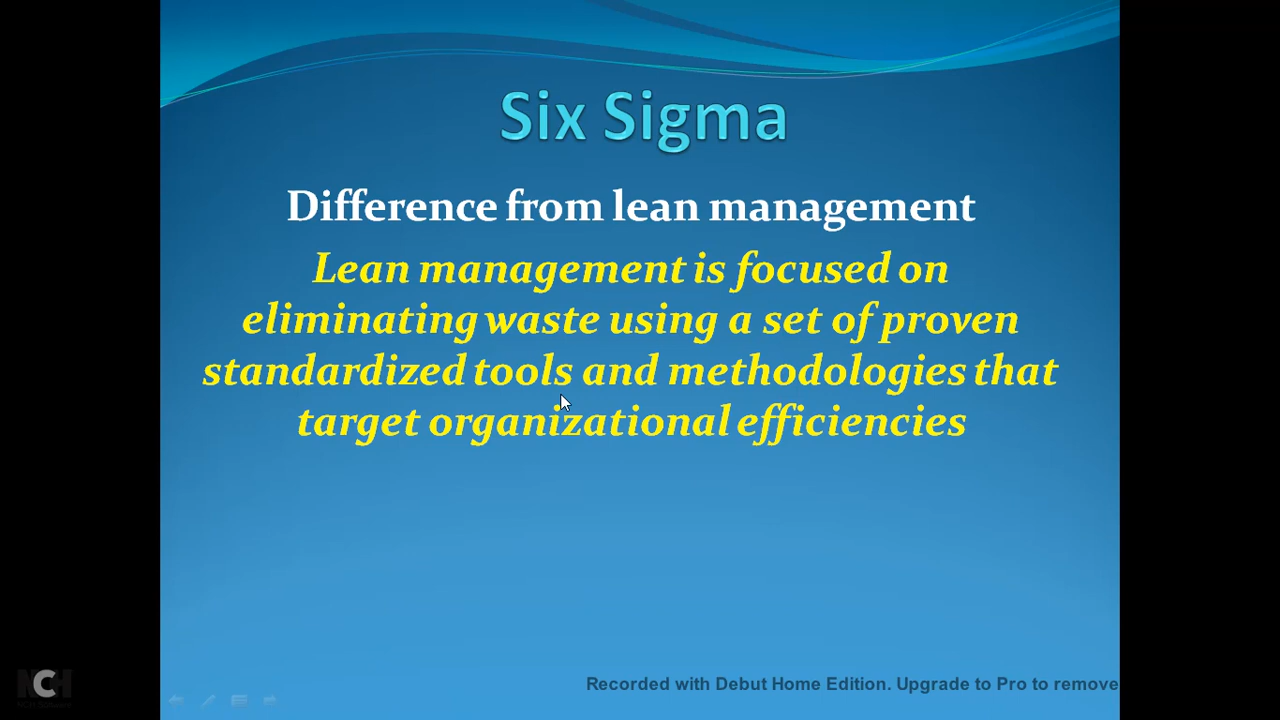 Six Sigma
Difference from lean management
Lean management is focused on
eliminating waste using a set of proven
standardized tools and methodologies that
target organizational efficiencies
Recorded with Debut Home Edition. Upgrade to Pro to remove
NCH